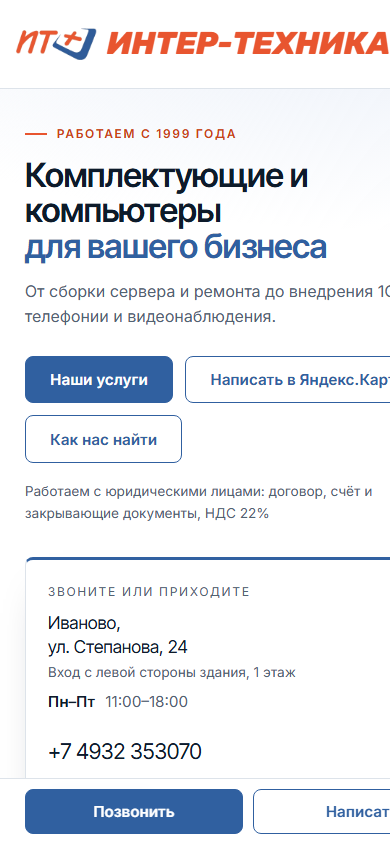 ИТ+ ИНТЕР-ТЕХНИКА
РАБОТАЕМ С 1999 ГОДА
Комплектующие и
компьютеры
для вашего бизнеса
От сборки сервера и ремонта до внедрения 1С
телефонии и видеонаблюдения.
Наши услуги
Написать в Яндекс.Кар
Как нас найти
Работаем с юридическими лицами: договор, счёт и
закрывающие документы, НДС 22%
ЗВОНИТЕ ИЛИ ПРИХОДИТЕ
Иваново,
ул. Степанова, 24
Вход с левой стороны здания, 1 этаж
Пн–Пт 11:00–18:00
+7 4932 353070
Позвонить
Написат